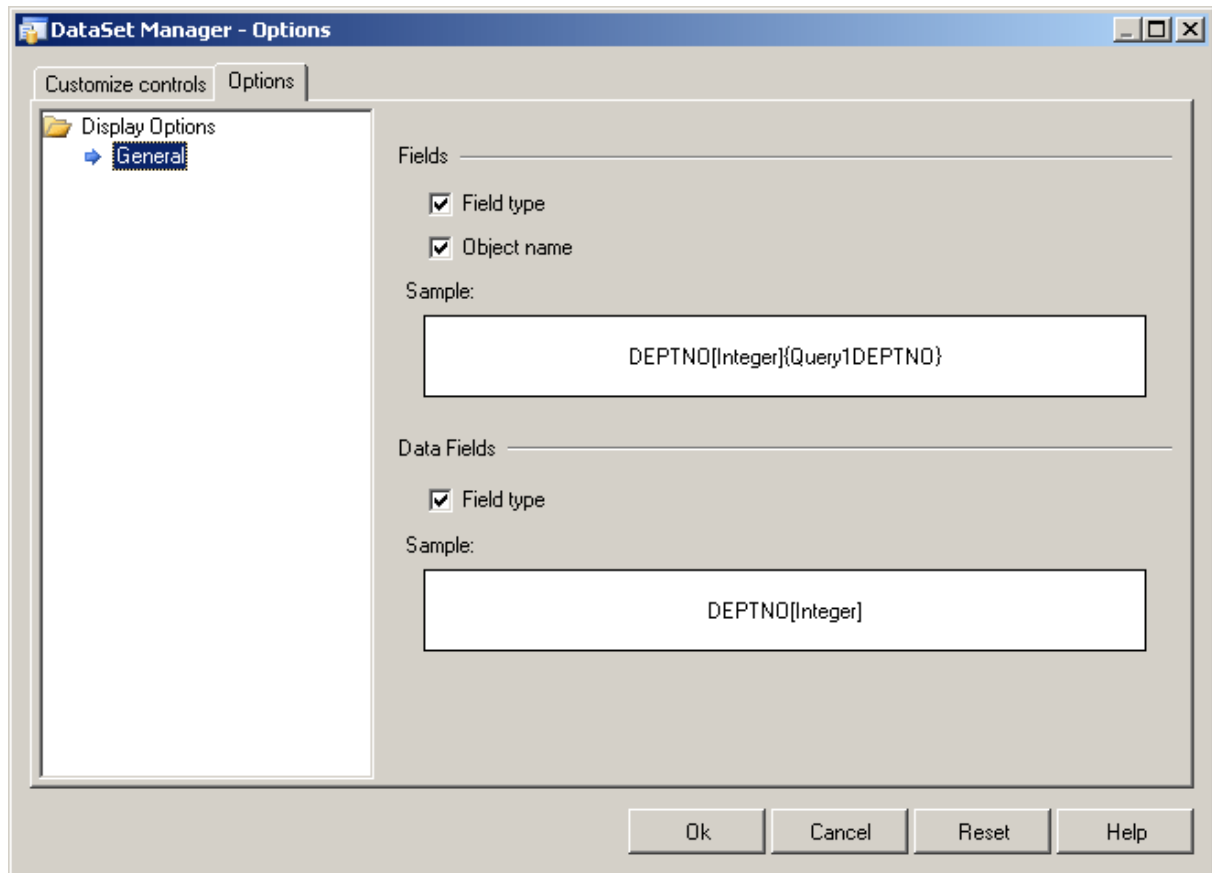 DataSet Manager - Options
Customize controls Options
Display Options
General
Fields
Field type
Object name
Sample:
DEPTNO[Integer]{Query1DEPTNO}
Data Fields
Field type
Sample:
DEPTNO[Integer]
Ok Cancel Reset Help